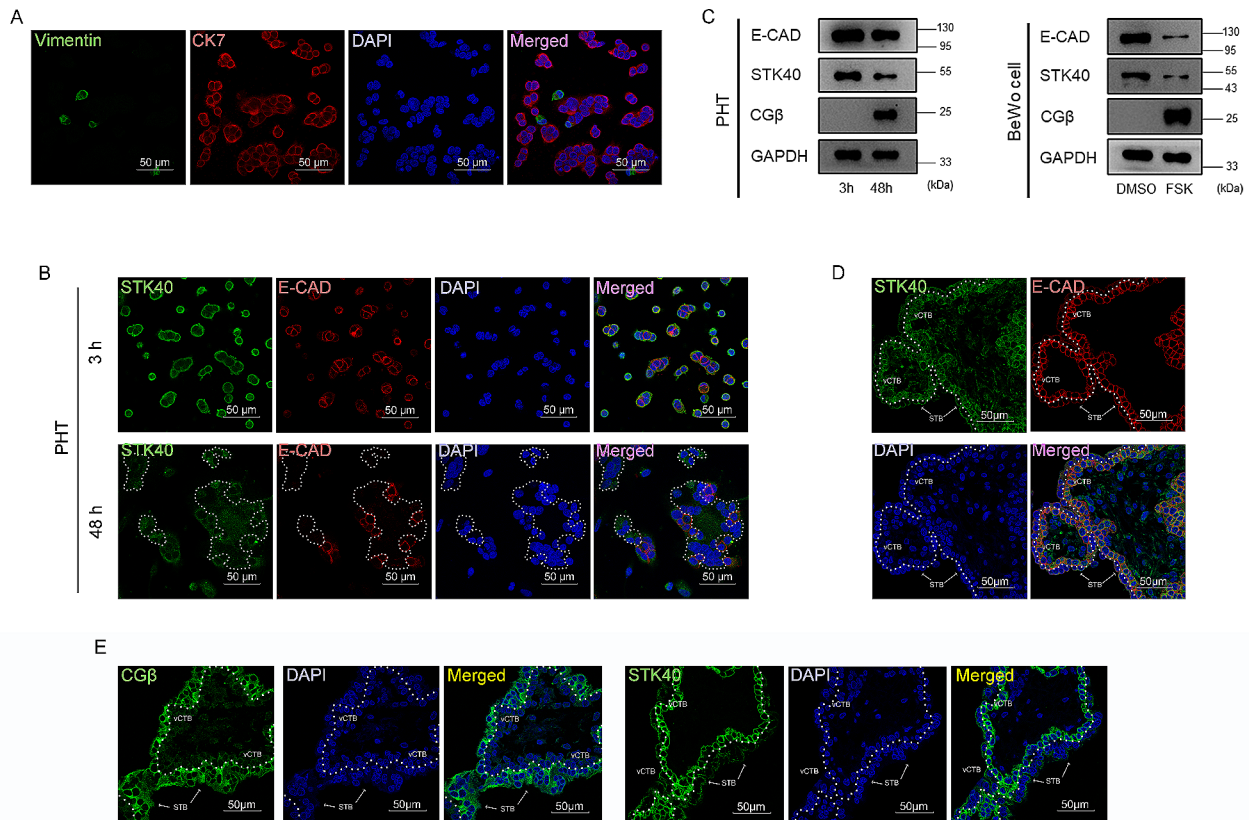 A
Vimentin
CK7
DAPI
Merged
50 µm
50 µm
50 µm
50 µm
C
PHT
E-CAD
STK40
CGβ
GAPDH
130
95
55
25
33
3h 48h (kDa)
BeWo cell
E-CAD
STK40
CGβ
GAPDH
130
95
55
43
25
33
DMSO FSK (kDa)
B
PHT
3 h
STK40
E-CAD
DAPI
Merged
50 µm
50 µm
50 µm
50 µm
48 h
STK40
E-CAD
DAPI
Merged
50 µm
50 µm
50 µm
50 µm
D
STK40
vCTB
vCTB
STB
50µm
E-CAD
vCTB
vCTB
STB
50µm
DAPI
vCTB
vCTB
STB
50µm
Merged
vCTB
vCTB
STB
50µm
E
CGβ
vCTB
vCTB
STB
50µm
DAPI
vCTB
vCTB
STB
50µm
Merged
vCTB
vCTB
STB
50µm
STK40
vCTB
vCTB
STB
50µm
DAPI
vCTB
vCTB
STB
50µm
Merged
vCTB
vCTB
STB
50µm